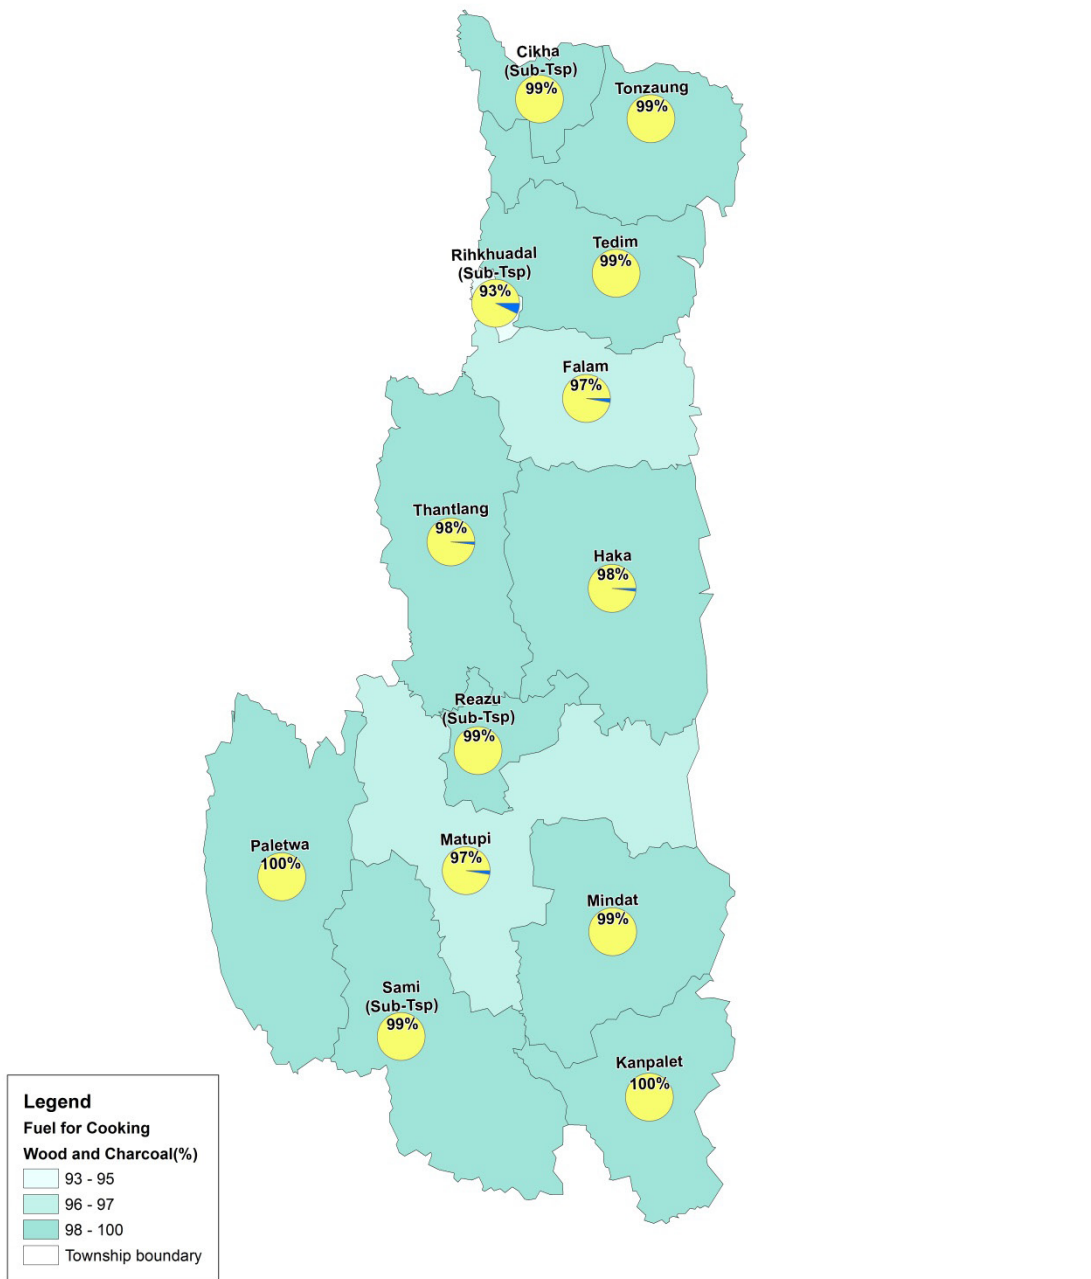 Cikha
(Sub-Tsp)
99%
Tonzaung
99%
Tedim
99%
Rihkhuadal
(Sub-Tsp)
93%
Falam
97%
Thantlang
98%
Haka
98%
Reazu
(Sub-Tsp)
99%
Paletwa
100%
Matupi
97%
Mindat
99%
Sami
(Sub-Tsp)
99%
Kanpalet
100%
Legend
Fuel for Cooking
Wood and Charcoal(%)
93 - 95
96 - 97
98 - 100
Township boundary